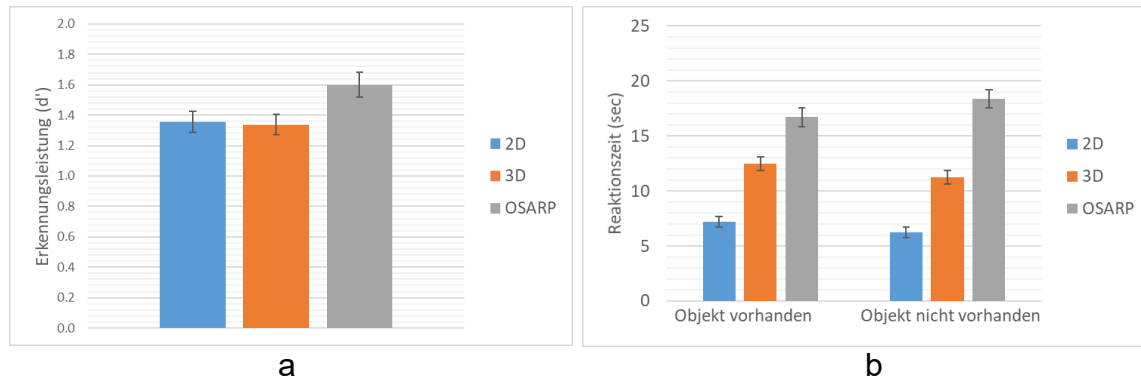 2.0
1.8
1.6
1.4
1.2
1.0
0.8
0.6
0.4
0.2
0.0
Erkennungsleistung (d')
2D
3D
OSARP
a
25
20
15
10
5
0
Reaktionszeit (sec)
Objekt vorhanden
Objekt nicht vorhanden
2D
3D
OSARP
b